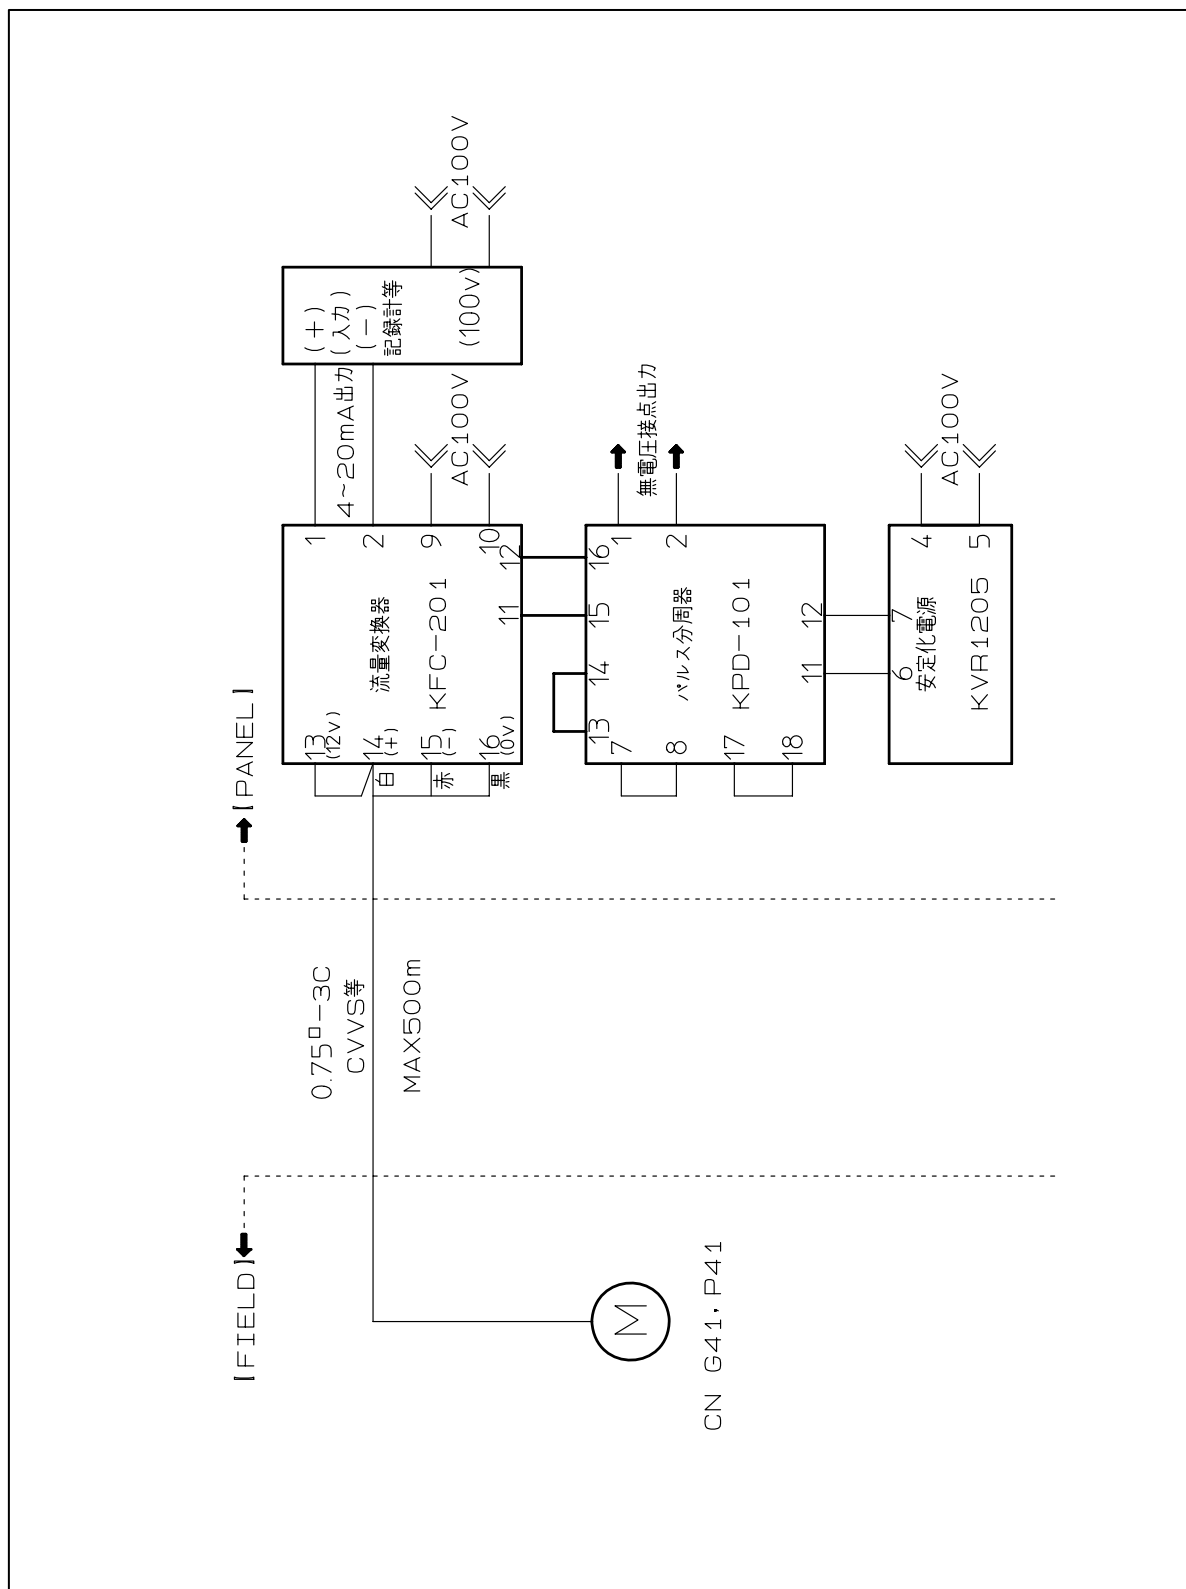 【FIELD】
【PANEL】
0.75□-3C
CVVS等
MAX500m
CN G41,P41
M
13
(12V)
14
(+)
15
(-)
16
(0V)
白
赤
黒
流量変換器
KFC-201
1
2
9
10
12
11
4~20mA出力
AC100V
(+)
(入力)
(-)
記録計等
(100v)
AC100V
13
14
15
16
7
8
17
18
パルス分周器
KPD-101
1
2
11
12
無電圧接点出力
6
7
安定化電源
KVR1205
4
5
AC100V